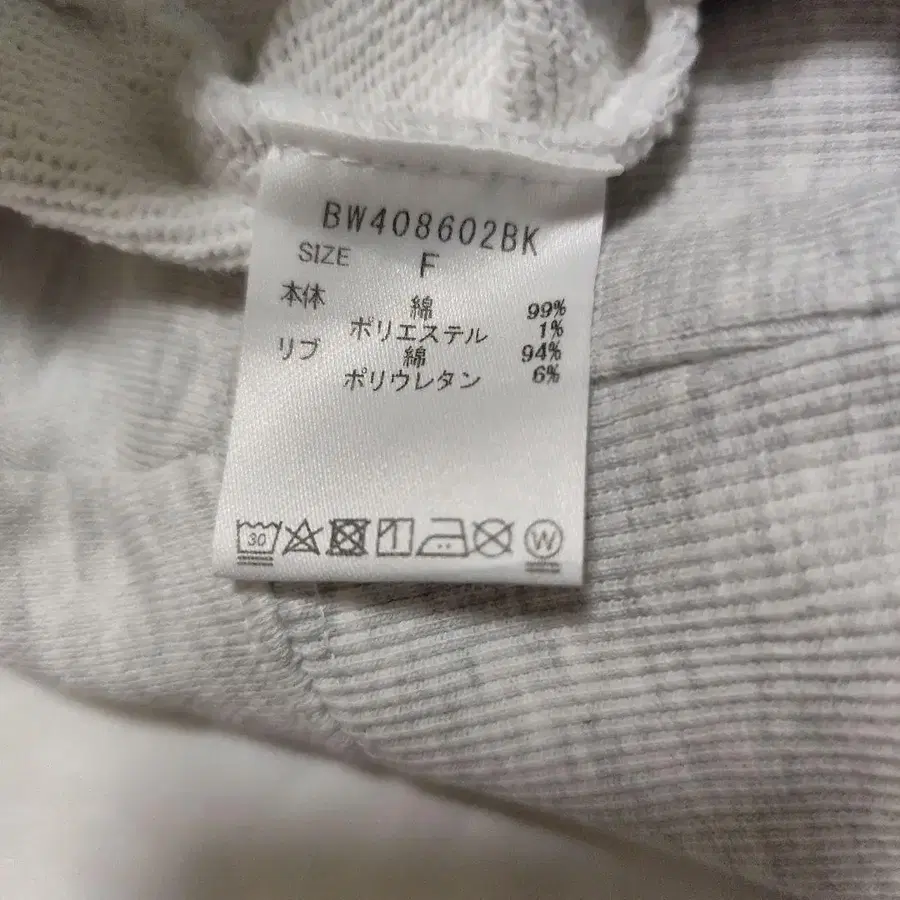 BW408602BK
SIZE F
本体 綿 99%
ポリエステル 1%
リブ 綿 94%
ポリウレタン 6%
30 W